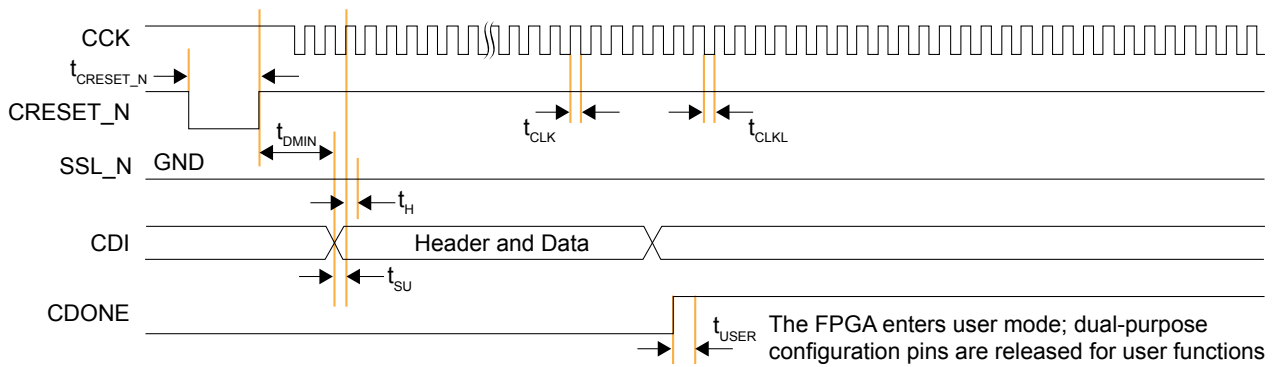 CCK
tCRESET_N
CRESET_N
tDMIN
tCLK
tCLKL
SSL_N
GND
tH
CDI
Header and Data
tSU
CDONE
tUSER
The FPGA enters user mode; dual-purpose
configuration pins are released for user functions